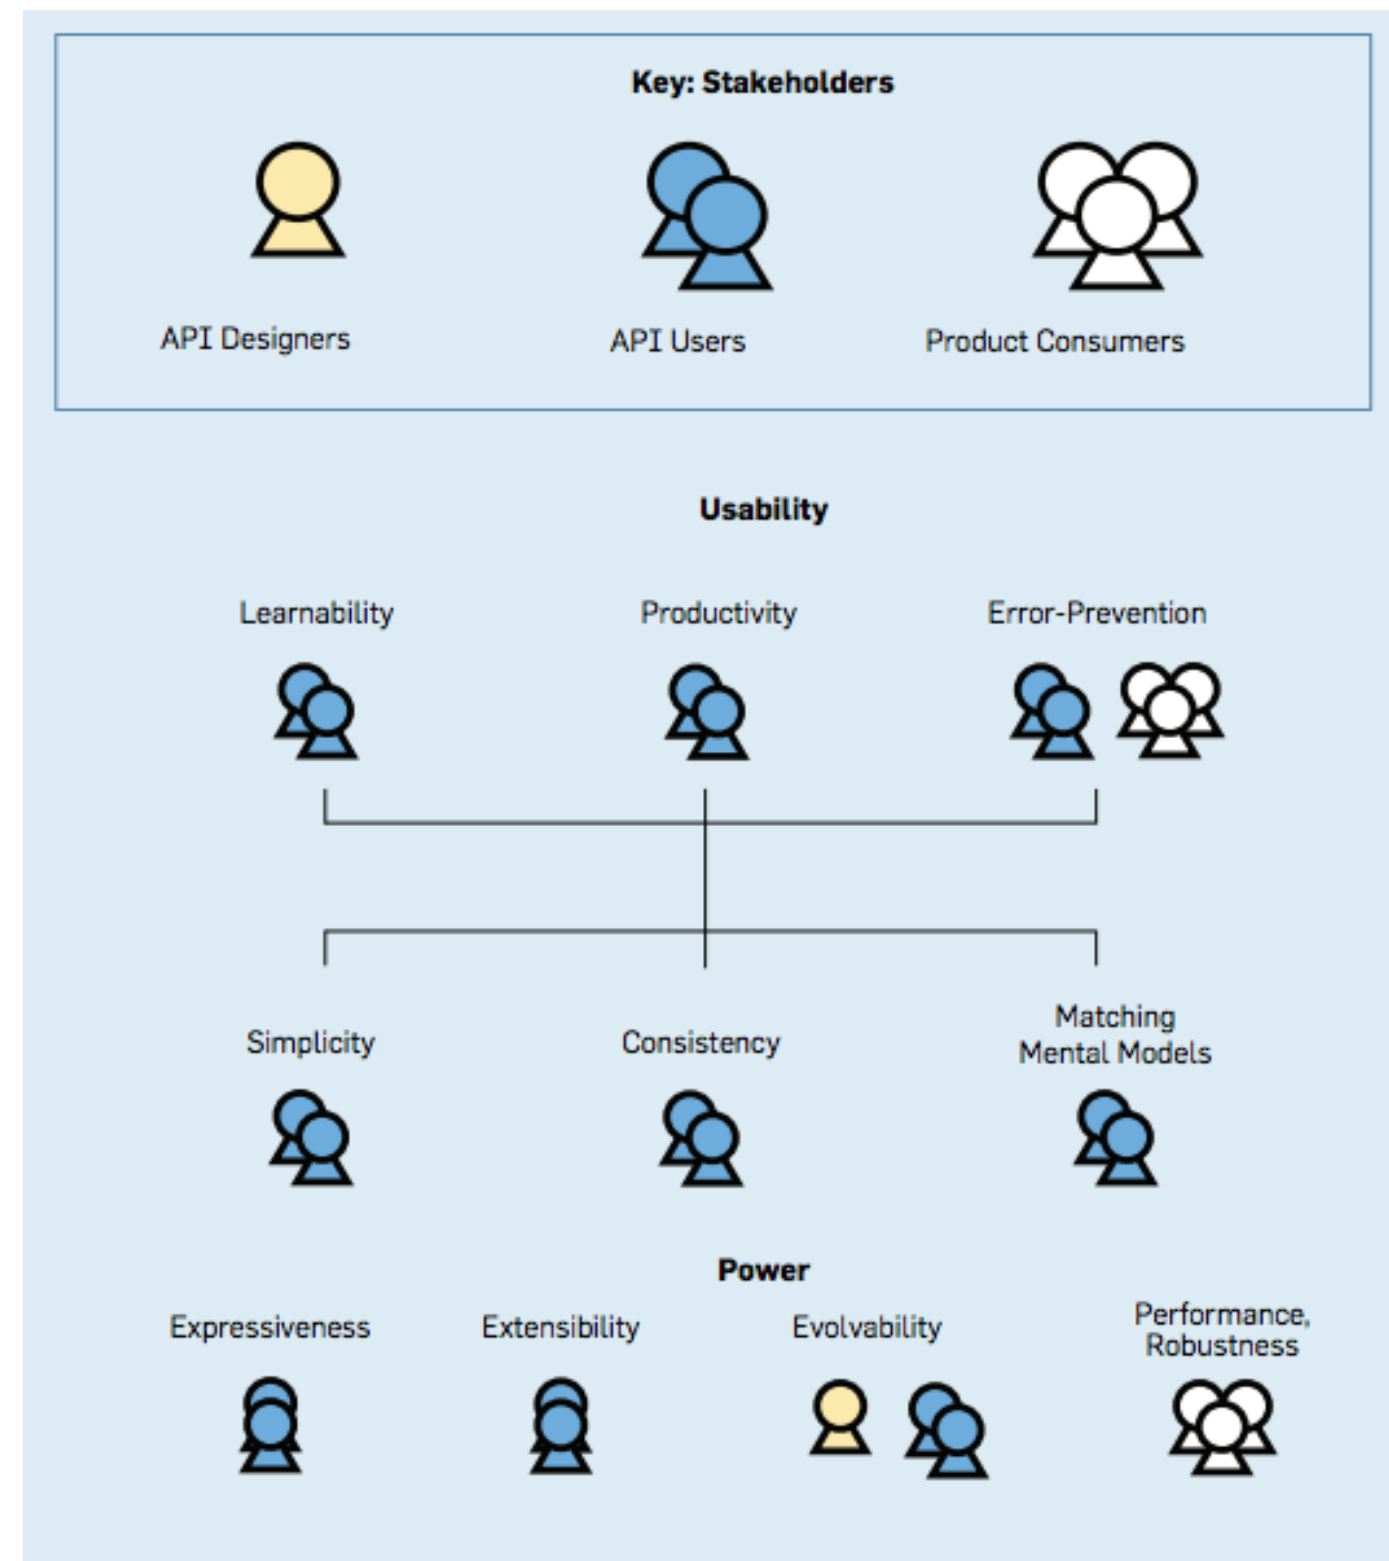 Key: Stakeholders
API Designers
API Users
Product Consumers
Usability
Learnability
Productivity
Error-Prevention
Simplicity
Consistency
Matching
Mental Models
Power
Expressiveness
Extensibility
Evolvability
Performance,
Robustness